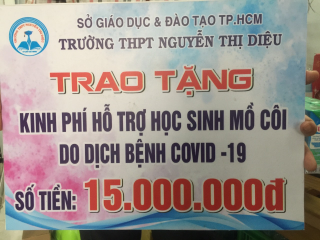 SỞ GIÁO DỤC & ĐÀO TẠO TP.HCM
TRƯỜNG THPT NGUYỄN THỊ DIỆU
TRAO TẶNG
KINH PHÍ HỖ TRỢ HỌC SINH MỒ CÔI
DO DỊCH BỆNH COVID -19
SỐ TIỀN: 15.000.000đ